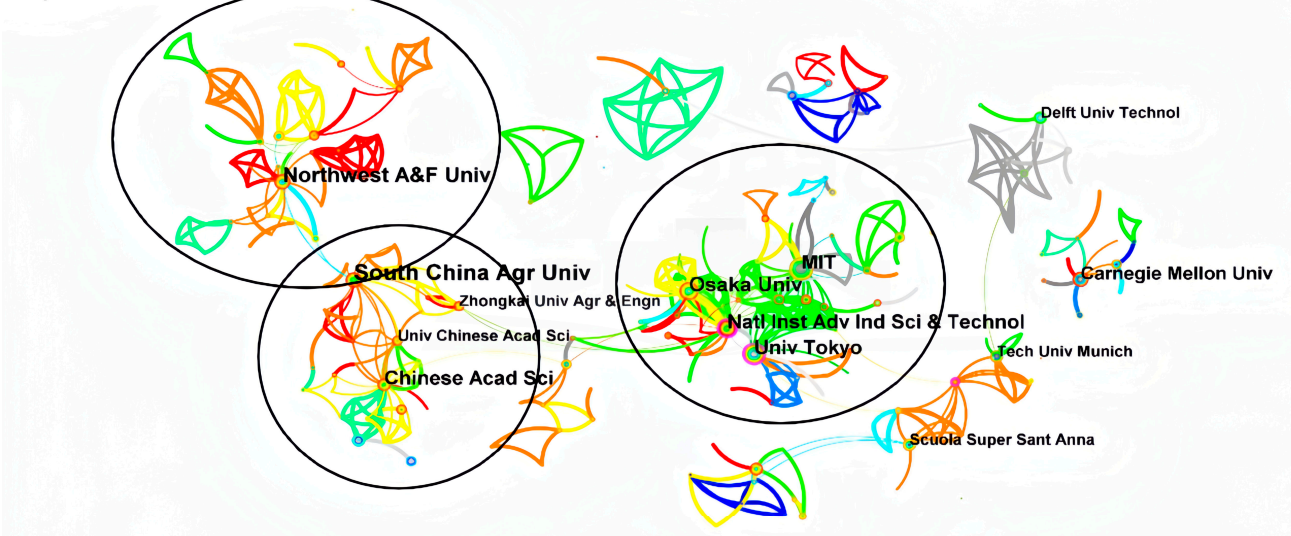 Delft Univ Technol
Northwest A&F Univ
MIT
South China Agr Univ
Carnegie Mellon Univ
Osaka Univ
Zhongkai Univ Agr & Engn
Natl Inst Adv Ind Sci & Technol
Univ Chinese Acad Sci
Univ Tokyo
Tech Univ Munich
Chinese Acad Sci
Scuola Super Sant Anna